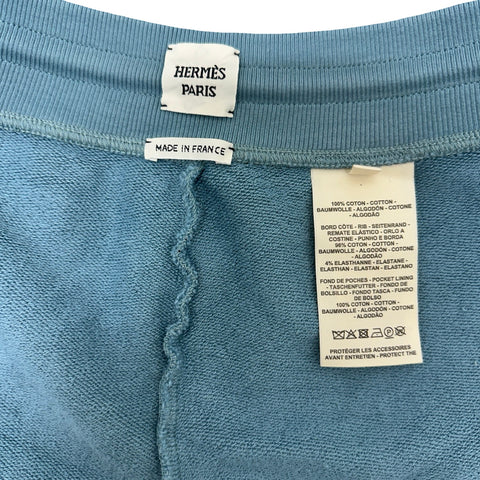 HERMÈS
PARIS
MADE IN FRANCE
100% COTON - COTTON -
BAUMWOLLE - ALGODÓN - COTONE
- ALGODÃO
BORD CÔTE - RIB - SEITENRAND -
REMATE ELÁSTICO - ORLO A
COSTINE - PUNHO E BORDA
96% COTON - COTTON -
BAUMWOLLE - ALGODÓN - COTONE
- ALGODÃO
4% ELASTHANNE - ELASTANE -
ELASTHAN - ELASTAN - ELASTANO
FOND DE POCHES - POCKET LINING
- TASCHENFUTTER - FONDO DE
BOLSILLO - FONDO TASCA - FUNDO
DE BOLSO
100% COTON - COTTON -
BAUMWOLLE - ALGODÓN - COTONE
- ALGODÃO
PROTÉGER LES ACCESSOIRES
AVANT ENTRETIEN - PROTECT THE